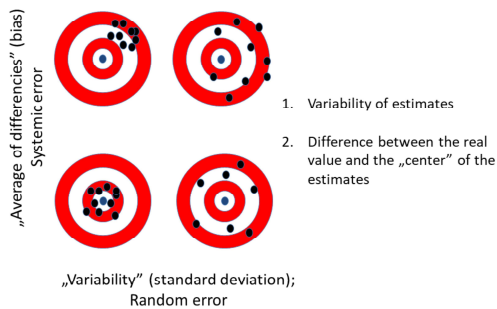 „Average of differencies” (bias)
Systemic error
1. Variability of estimates
2. Difference between the real
value and the „center” of the
estimates
„Variability” (standard deviation);
Random error